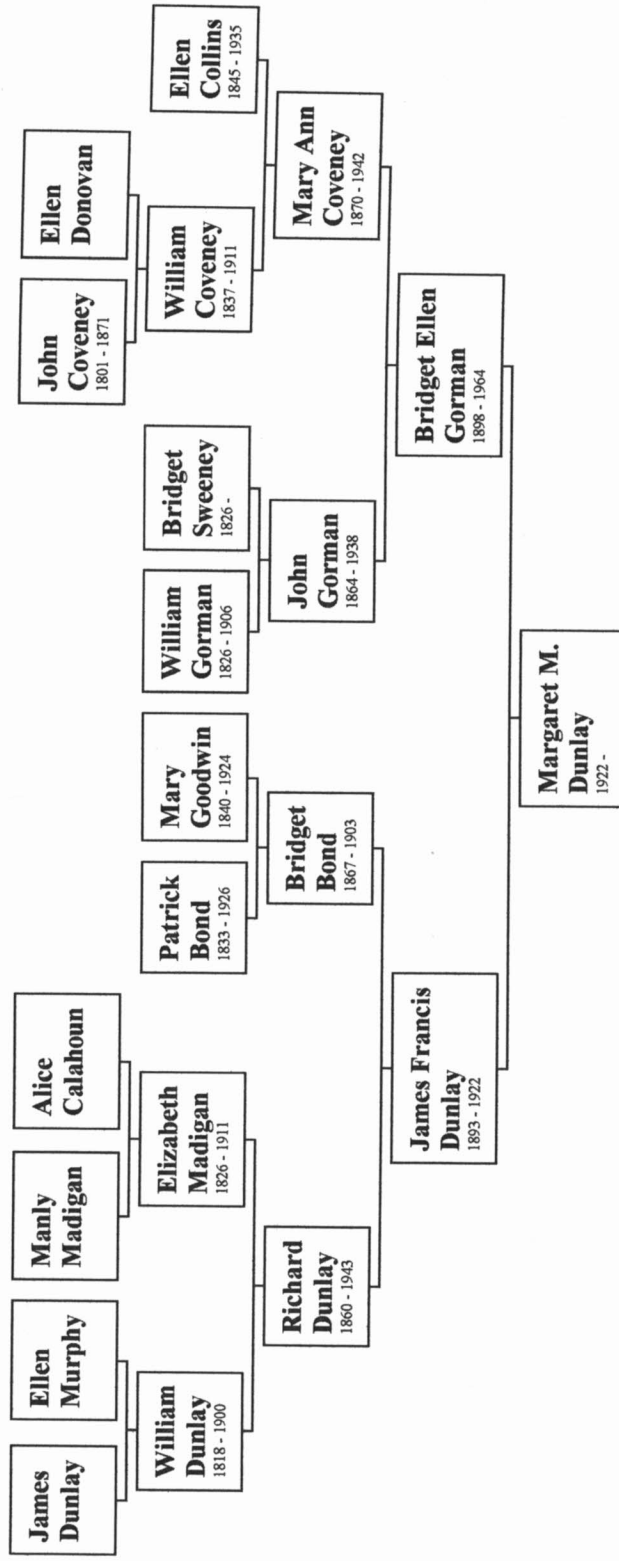 James
Dunlay
Ellen
Murphy
Manly
Madigan
Alice
Calahoun
John
Coveney
1801 - 1871
Ellen
Donovan
William
Dunlay
1818 - 1900
Elizabeth
Madigan
1826 - 1911
Patrick
Bond
1833 - 1926
Mary
Goodwin
1840 - 1924
William
Gorman
1826 - 1906
Bridget
Sweeney
1826 -
William
Coveney
1837 - 1911
Ellen
Collins
1845 - 1935
Richard
Dunlay
1860 - 1943
Bridget
Bond
1867 - 1903
John
Gorman
1864 - 1938
Mary Ann
Coveney
1870 - 1942
James Francis
Dunlay
1893 - 1922
Bridget Ellen
Gorman
1898 - 1964
Margaret M.
Dunlay
1922 -